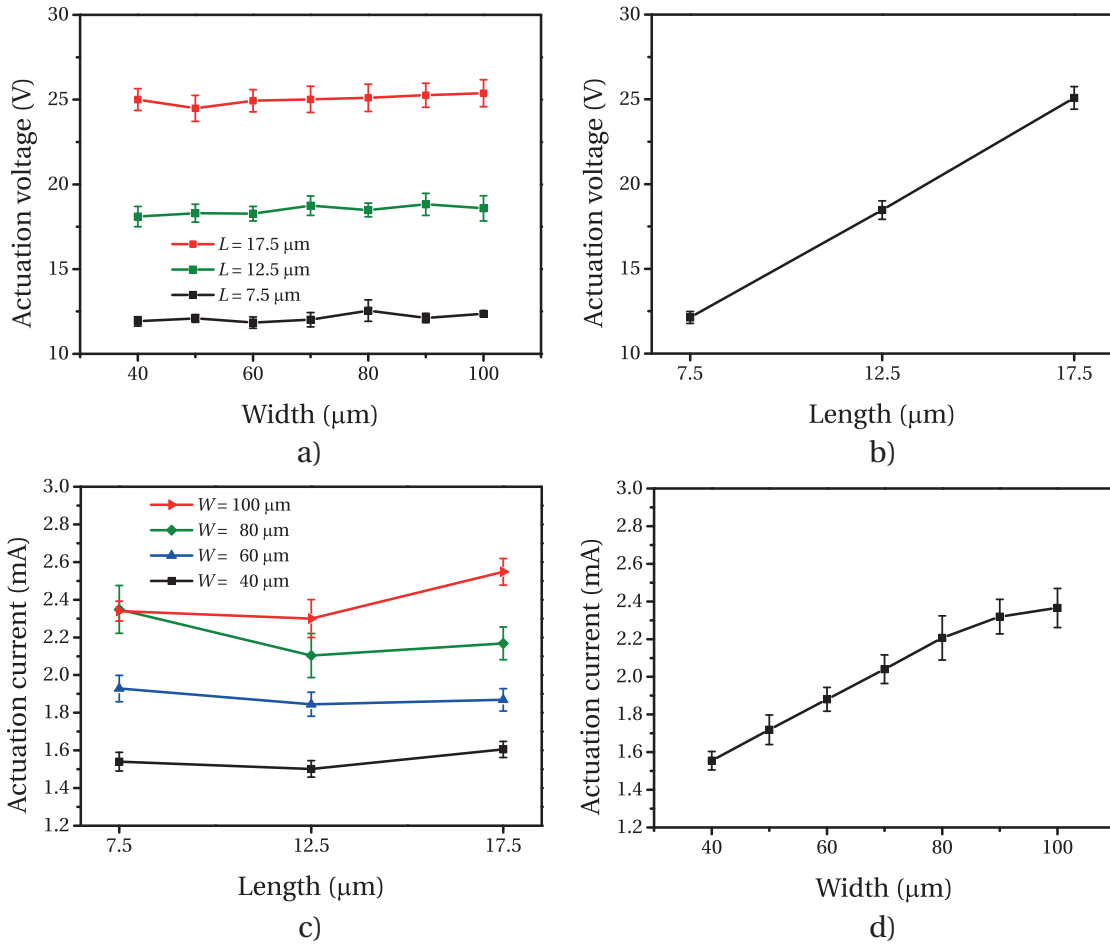 30
25
20
15
10
Actuation voltage (V)
L = 17.5 μm
L = 12.5 μm
L = 7.5 μm
40
60
80
100
Width (μm)
a)
30
25
20
15
10
Actuation voltage (V)
7.5
12.5
17.5
Length (μm)
b)
3.0
2.8
2.6
2.4
2.2
2.0
1.8
1.6
1.4
1.2
Actuation current (mA)
W = 100 μm
W = 80 μm
W = 60 μm
W = 40 μm
7.5
12.5
17.5
Length (μm)
c)
3.0
2.8
2.6
2.4
2.2
2.0
1.8
1.6
1.4
1.2
Actuation current (mA)
40
60
80
100
Width (μm)
d)